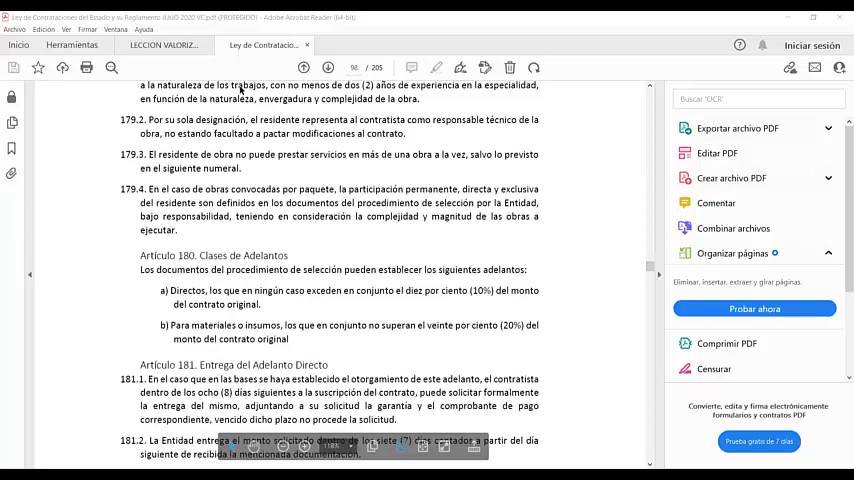 Ley de Contrataciones del Estado y su Reglamento JULIO 2020 VC.pdf (PROTEGIDO) - Adobe Acrobat Reader (64-bit)
Archivo Edición Ver Firmar Ventana Ayuda
Inicio Herramientas LECCION VALORIZ... Ley de Contratacio... × Iniciar sesión
98 / 205
a la naturaleza de los trabajos, con no menos de dos (2) años de experiencia en la especialidad,
en función de la naturaleza, envergadura y complejidad de la obra.
179.2. Por su sola designación, el residente representa al contratista como responsable técnico de la
obra, no estando facultado a pactar modificaciones al contrato.
179.3. El residente de obra no puede prestar servicios en más de una obra a la vez, salvo lo previsto
en el siguiente numeral.
179.4. En el caso de obras convocadas por paquete, la participación permanente, directa y exclusiva
del residente son definidos en los documentos del procedimiento de selección por la Entidad,
bajo responsabilidad, teniendo en consideración la complejidad y magnitud de las obras a
ejecutar.
Artículo 180. Clases de Adelantos
Los documentos del procedimiento de selección pueden establecer los siguientes adelantos:
a) Directos, los que en ningún caso exceden en conjunto el diez por ciento (10%) del monto
del contrato original.
b) Para materiales o insumos, los que en conjunto no superan el veinte por ciento (20%) del
monto del contrato original
Artículo 181. Entrega del Adelanto Directo
181.1. En el caso que en las bases se haya establecido el otorgamiento de este adelanto, el contratista
dentro de los ocho (8) días siguientes a la suscripción del contrato, puede solicitar formalmente
la entrega del mismo, adjuntando a su solicitud la garantía y el comprobante de pago
correspondiente, vencido dicho plazo no procede la solicitud.
181.2. La Entidad entrega el monto solicitado dentro de los siete (7) días contados a partir del día
siguiente de recibida la mencionada documentación.
Buscar 'OCR'
Exportar archivo PDF
Editar PDF
Crear archivo PDF
Comentar
Combinar archivos
Organizar páginas
Eliminar, insertar, extraer y girar páginas.
Probar ahora
Comprimir PDF
Censurar
Convierte, edita y firma electrónicamente
formularios y contratos PDF
Prueba gratis de 7 días